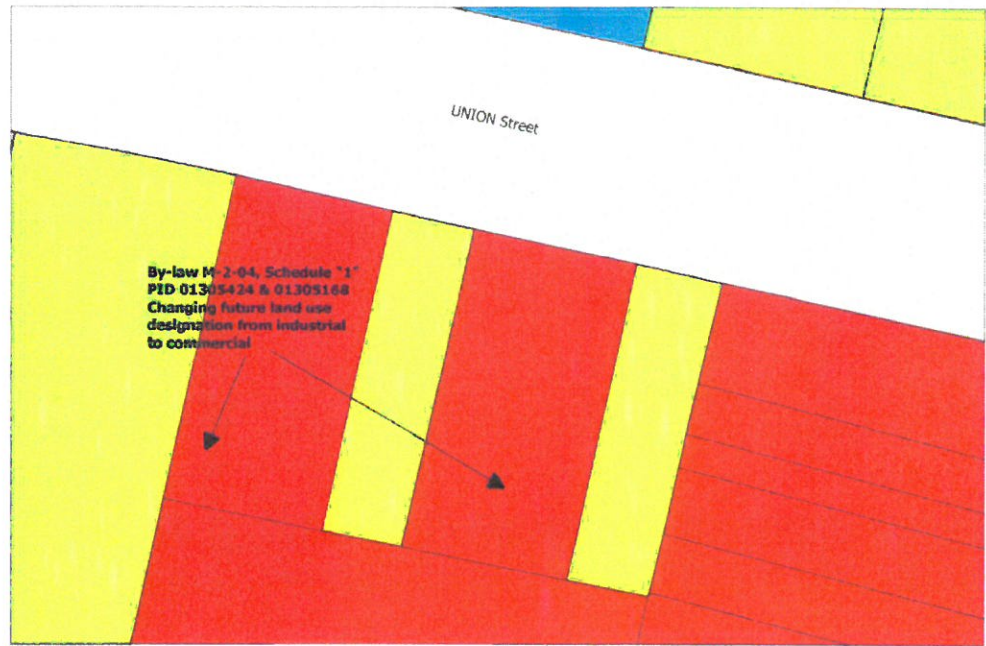 UNION Street
By-law M-2-04, Schedule "1"
PID 01305424 & 01305168
Changing future land use
designation from industrial
to commercial